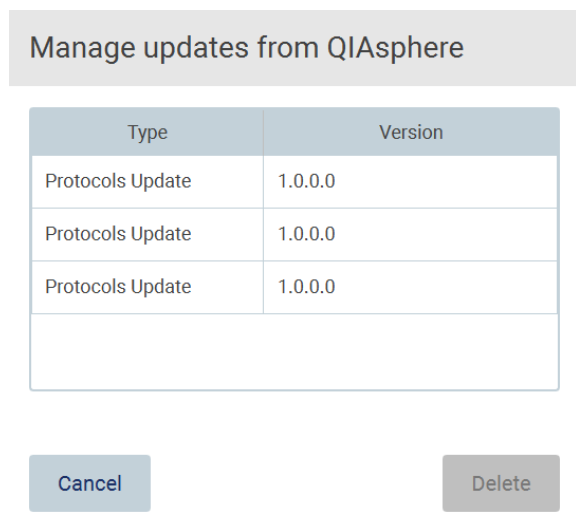 Manage updates from QIAsphere
Type Version
Protocols Update 1.0.0.0
Protocols Update 1.0.0.0
Protocols Update 1.0.0.0
Cancel Delete